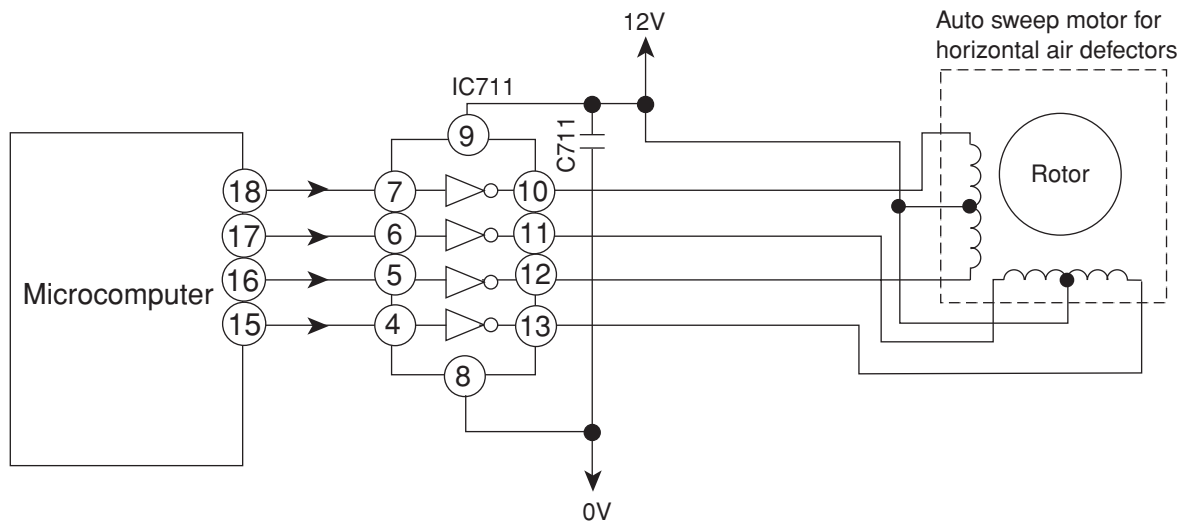 12V
Auto sweep motor for
horizontal air defectors
IC711
9
C711
Rotor
18
7
10
17
6
11
16
5
12
Microcomputer
15
4
13
8
0V